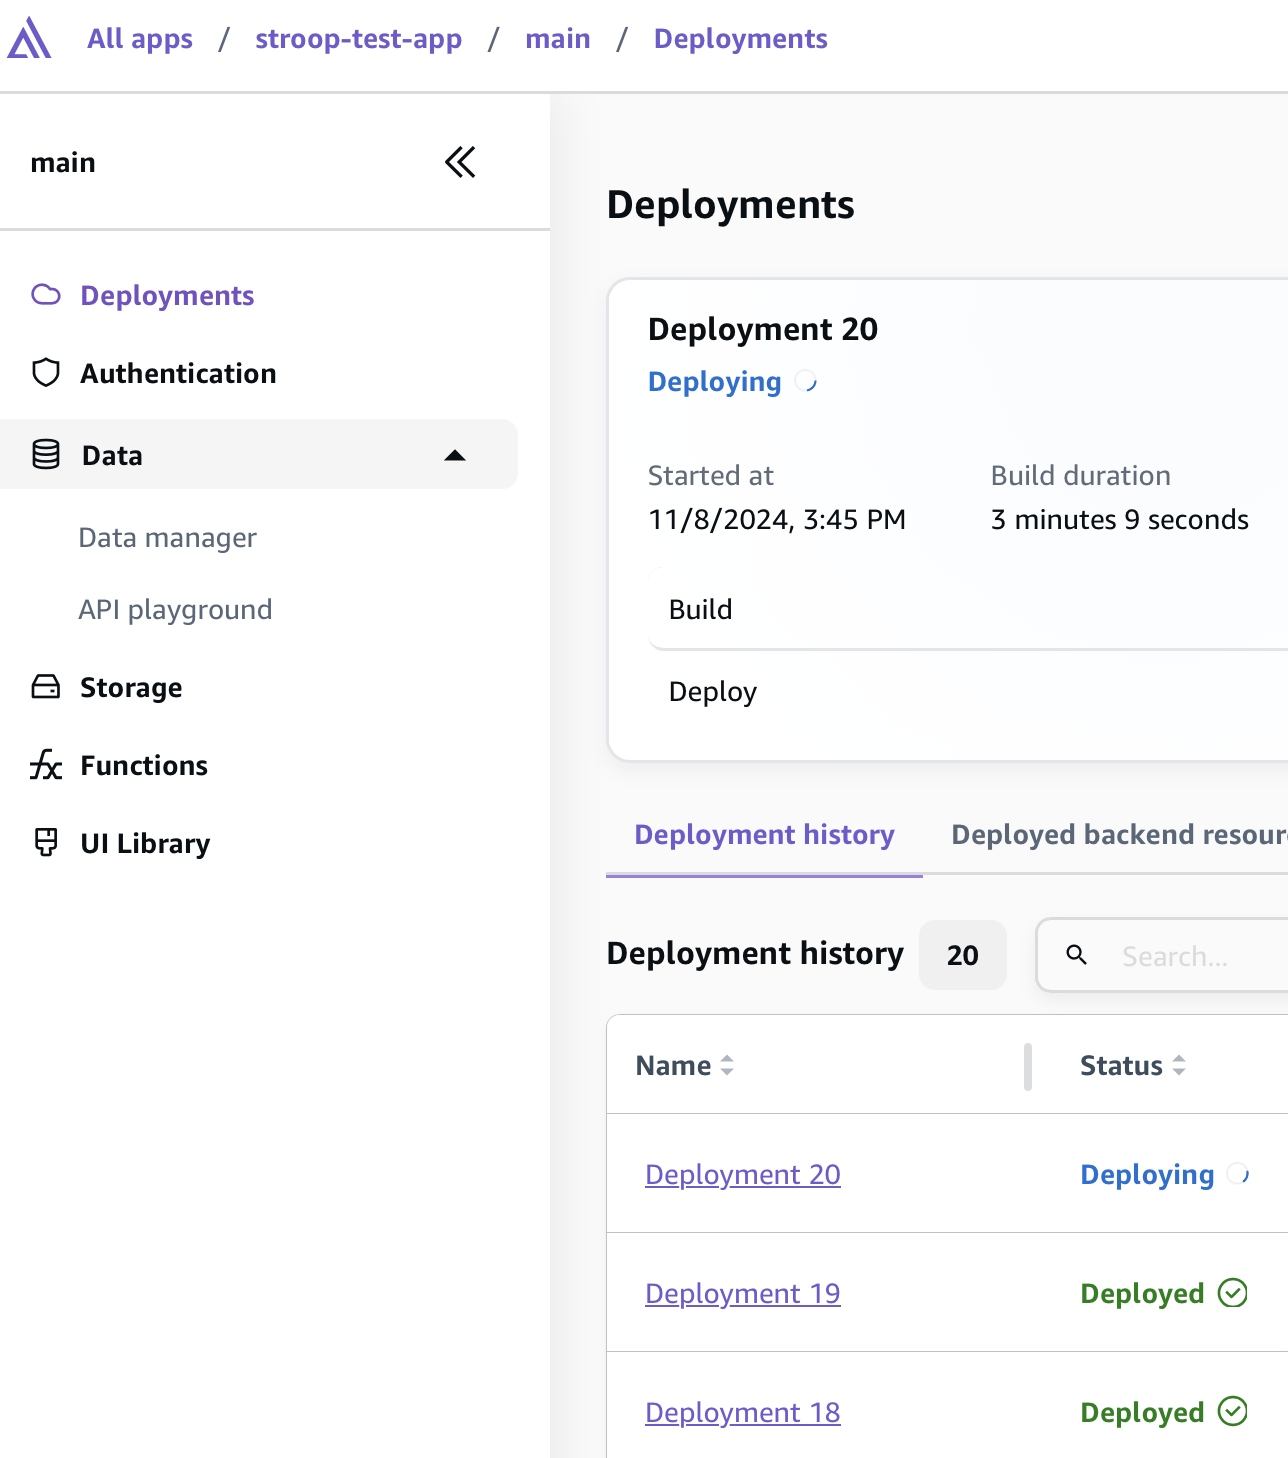 All apps / stroop-test-app / main / Deployments
main
Deployments
Authentication
Data
Data manager
API playground
Storage
Functions
UI Library
Deployments
Deployment 20
Deploying
Started at
11/8/2024, 3:45 PM
Build duration
3 minutes 9 seconds
Build
Deploy
Deployment history
Deployed backend resour
Deployment history 20
Search...
Name Status
Deployment 20 Deploying
Deployment 19 Deployed
Deployment 18 Deployed